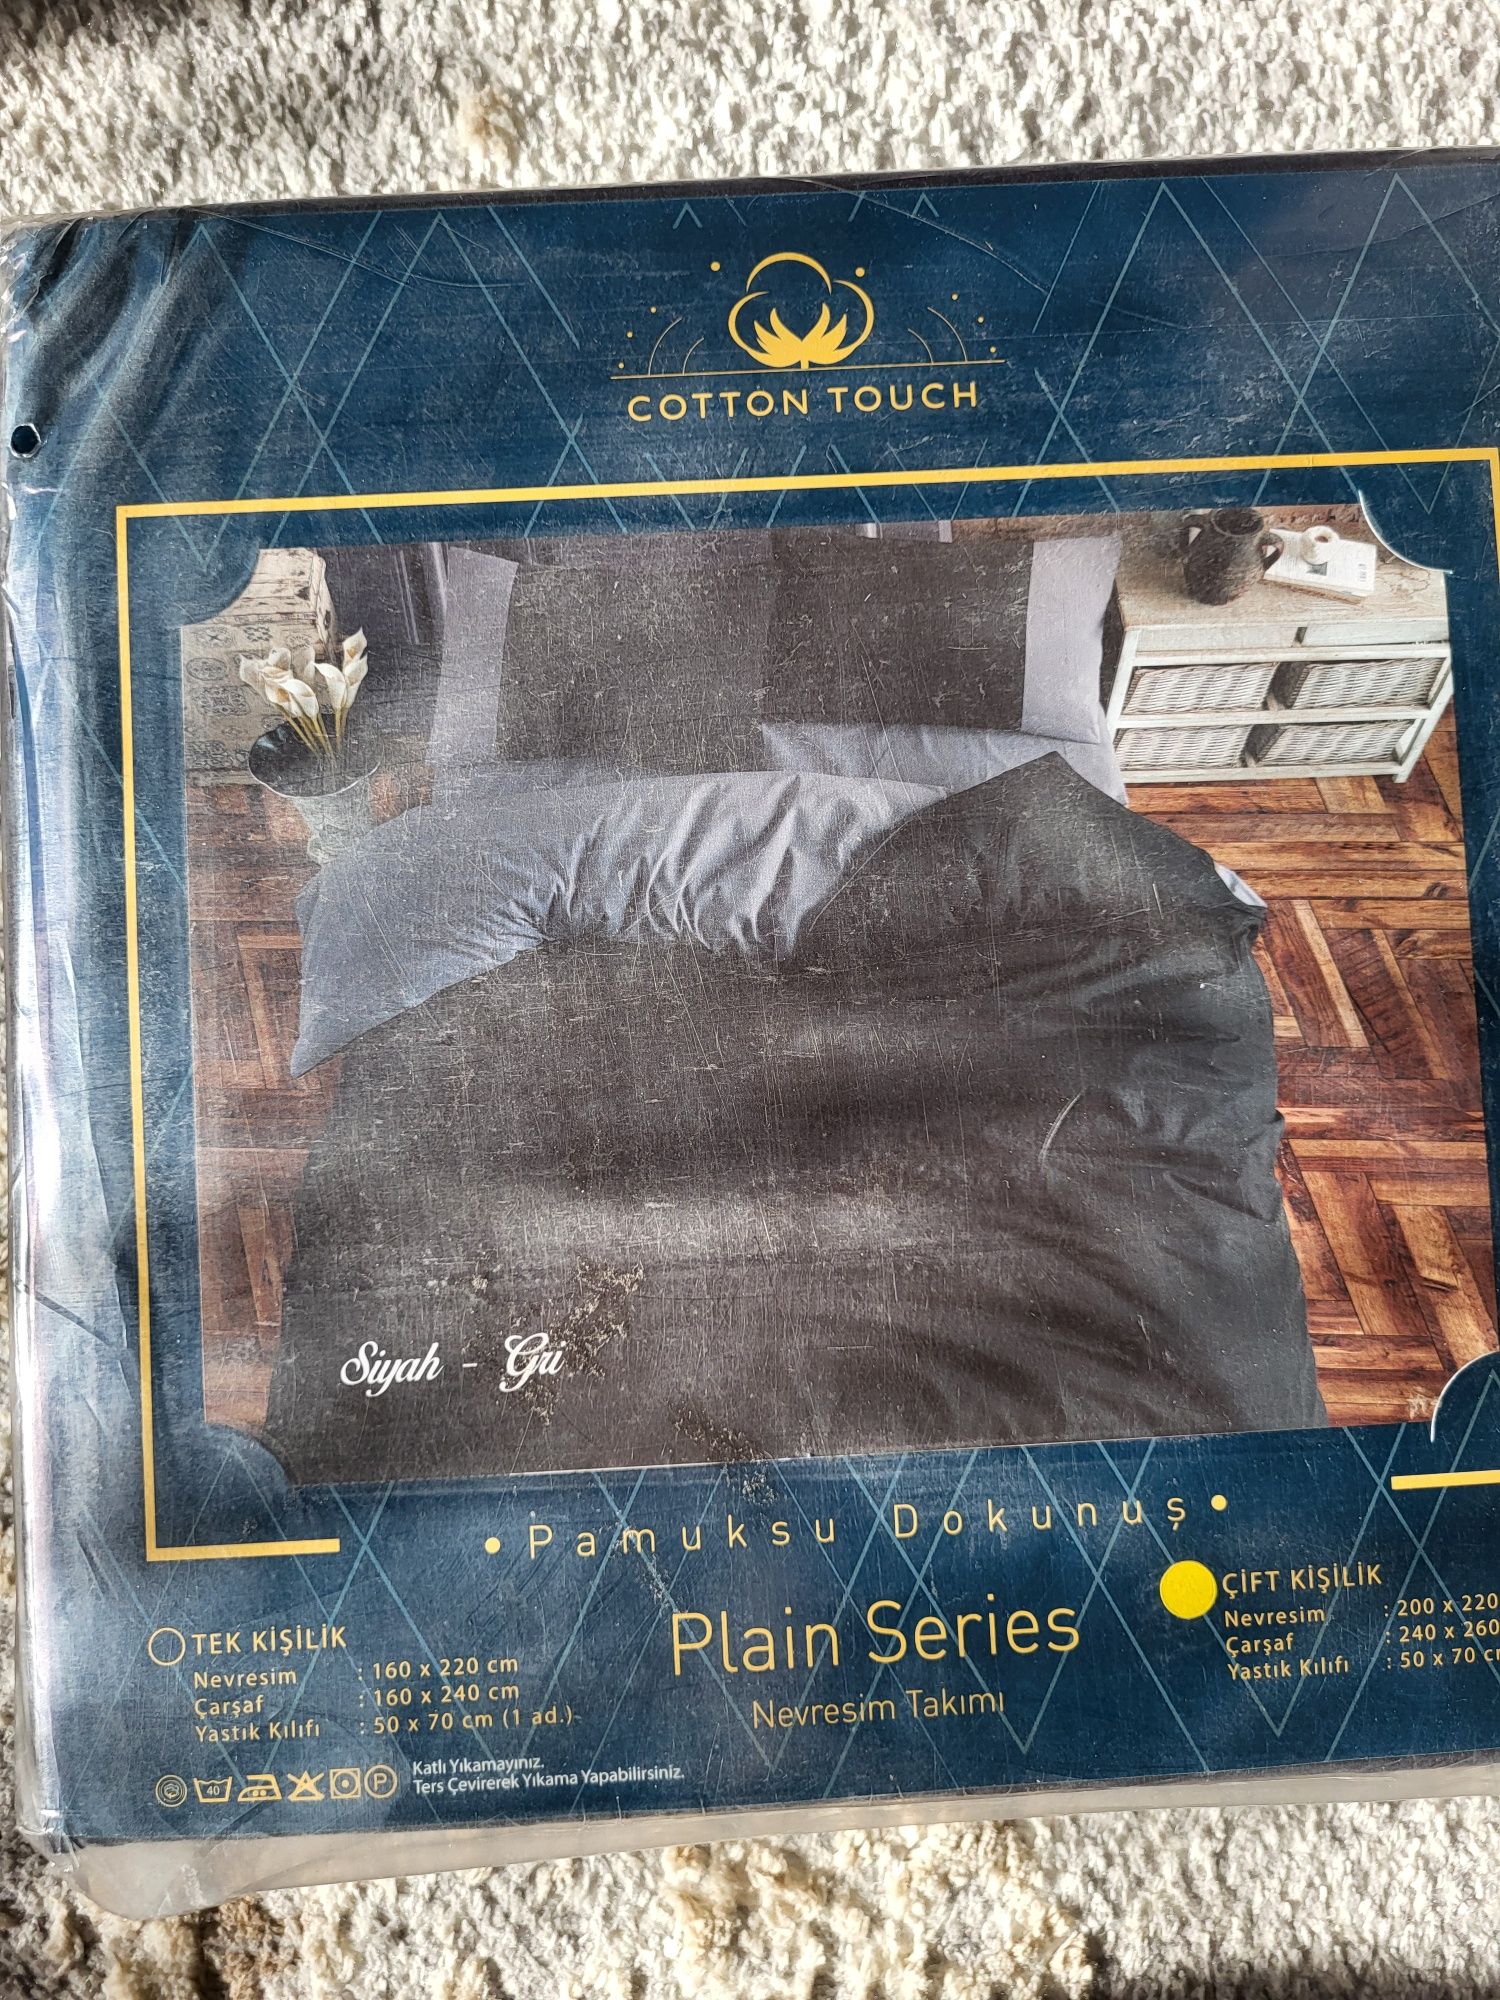 COTTON TOUCH
Siyah - Gri
• Pamuksu Dokunuş •
Plain Series
Nevresim Takımı
TEK KİŞİLİK
Nevresim : 160 x 220 cm
Çarşaf : 160 x 240 cm
Yastık Kılıfı : 50 x 70 cm (1 ad.)
ÇİFT KİŞİLİK
Nevresim : 200 x 220
Çarşaf : 240 x 260
Yastık Kılıfı : 50 x 70 cm
40
P
Katlı Yıkamayınız.
Ters Çevirerek Yıkama Yapabilirsiniz.